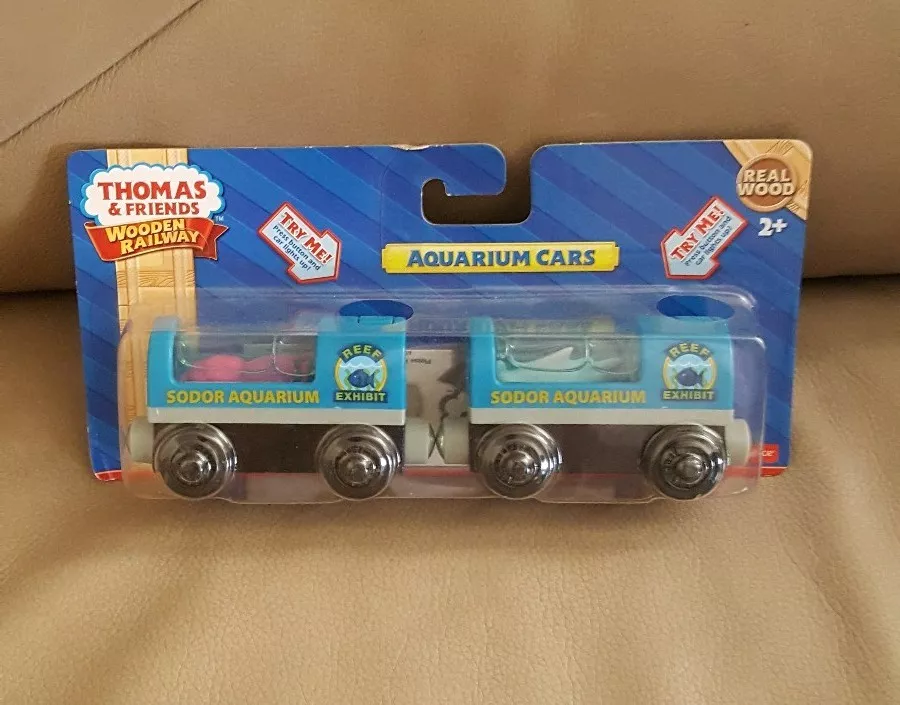 THOMAS
& FRIENDS
™
WOODEN
RAILWAY
TRY ME!
Press button and
car lights up!
AQUARIUM CARS
TRY ME!
Press button and
car lights up!
REAL
WOOD
2+
REEF
EXHIBIT
SODOR AQUARIUM
REEF
EXHIBIT
SODOR AQUARIUM